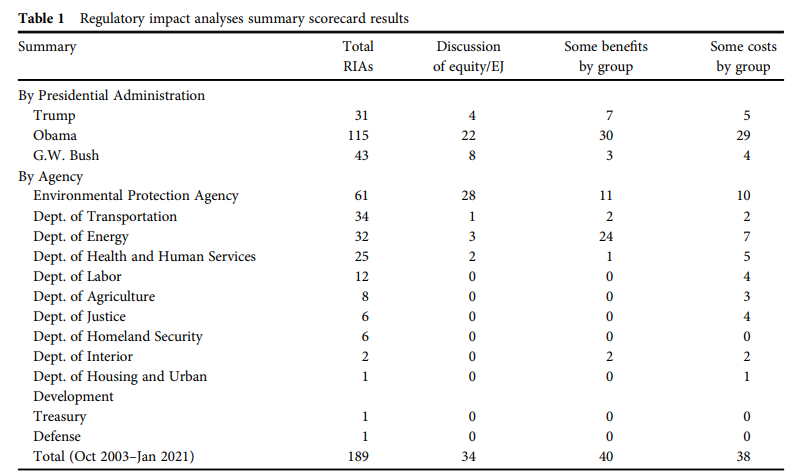 Table 1 Regulatory impact analyses summary scorecard results
Summary Total Discussion Some benefits Some costs
RIAs of equity/EJ by group by group
By Presidential Administration
Trump 31 4 7 5
Obama 115 22 30 29
G.W. Bush 43 8 3 4
By Agency
Environmental Protection Agency 61 28 11 10
Dept. of Transportation 34 1 2 2
Dept. of Energy 32 3 24 7
Dept. of Health and Human Services 25 2 1 5
Dept. of Labor 12 0 0 4
Dept. of Agriculture 8 0 0 3
Dept. of Justice 6 0 0 4
Dept. of Homeland Security 6 0 0 0
Dept. of Interior 2 0 2 2
Dept. of Housing and Urban 1 0 0 1
Development
Treasury 1 0 0 0
Defense 1 0 0 0
Total (Oct 2003–Jan 2021) 189 34 40 38